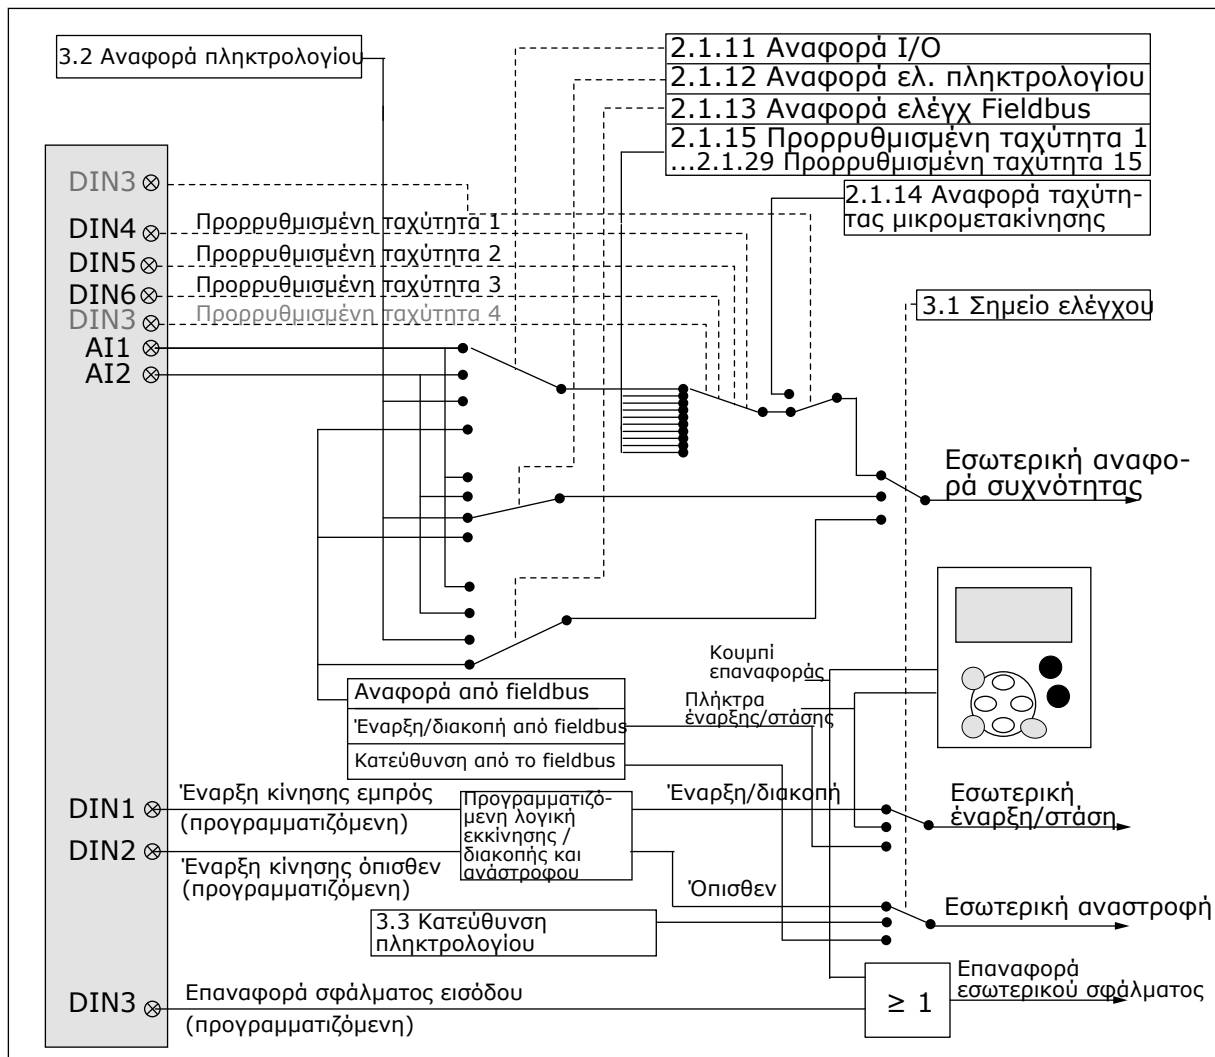 3.2 Αναφορά πληκτρολογίου
2.1.11 Αναφορά I/O
2.1.12 Αναφορά ελ. πληκτρολογίου
2.1.13 Αναφορά ελέγχ Fieldbus
2.1.15 Προρρυθμισμένη ταχύτητα 1
...2.1.29 Προρρυθμισμένη ταχύτητα 15
2.1.14 Αναφορά ταχύτη-
τας μικρομετακίνησης
DIN3
DIN4
Προρρυθμισμένη ταχύτητα 1
DIN5
Προρρυθμισμένη ταχύτητα 2
DIN6
Προρρυθμισμένη ταχύτητα 3
DIN3
Προρρυθμισμένη ταχύτητα 4
AI1
AI2
3.1 Σημείο ελέγχου
Εσωτερική αναφο-
ρά συχνότητας
Κουμπί
επαναφοράς
Πλήκτρα
έναρξης/στάσης
Αναφορά από fieldbus
Έναρξη/διακοπή από fieldbus
Κατεύθυνση από το fieldbus
DIN1
Έναρξη κίνησης εμπρός
(προγραμματιζόμενη)
DIN2
Έναρξη κίνησης όπισθεν
(προγραμματιζόμενη)
Προγραμματιζό-
μενη λογική
εκκίνησης /
διακοπής και
ανάστροφου
Έναρξη/διακοπή
Εσωτερική
έναρξη/στάση
Όπισθεν
3.3 Κατεύθυνση
πληκτρολογίου
Εσωτερική αναστροφή
DIN3
Επαναφορά σφάλματος εισόδου
(προγραμματιζόμενη)
≥ 1
Επαναφορά
εσωτερικού σφάλματος